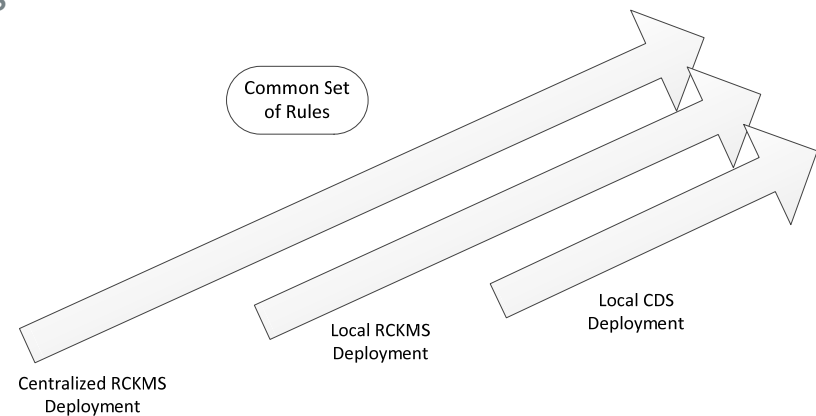 Common Set
of Rules
Local CDS
Deployment
Local RCKMS
Deployment
Centralized RCKMS
Deployment